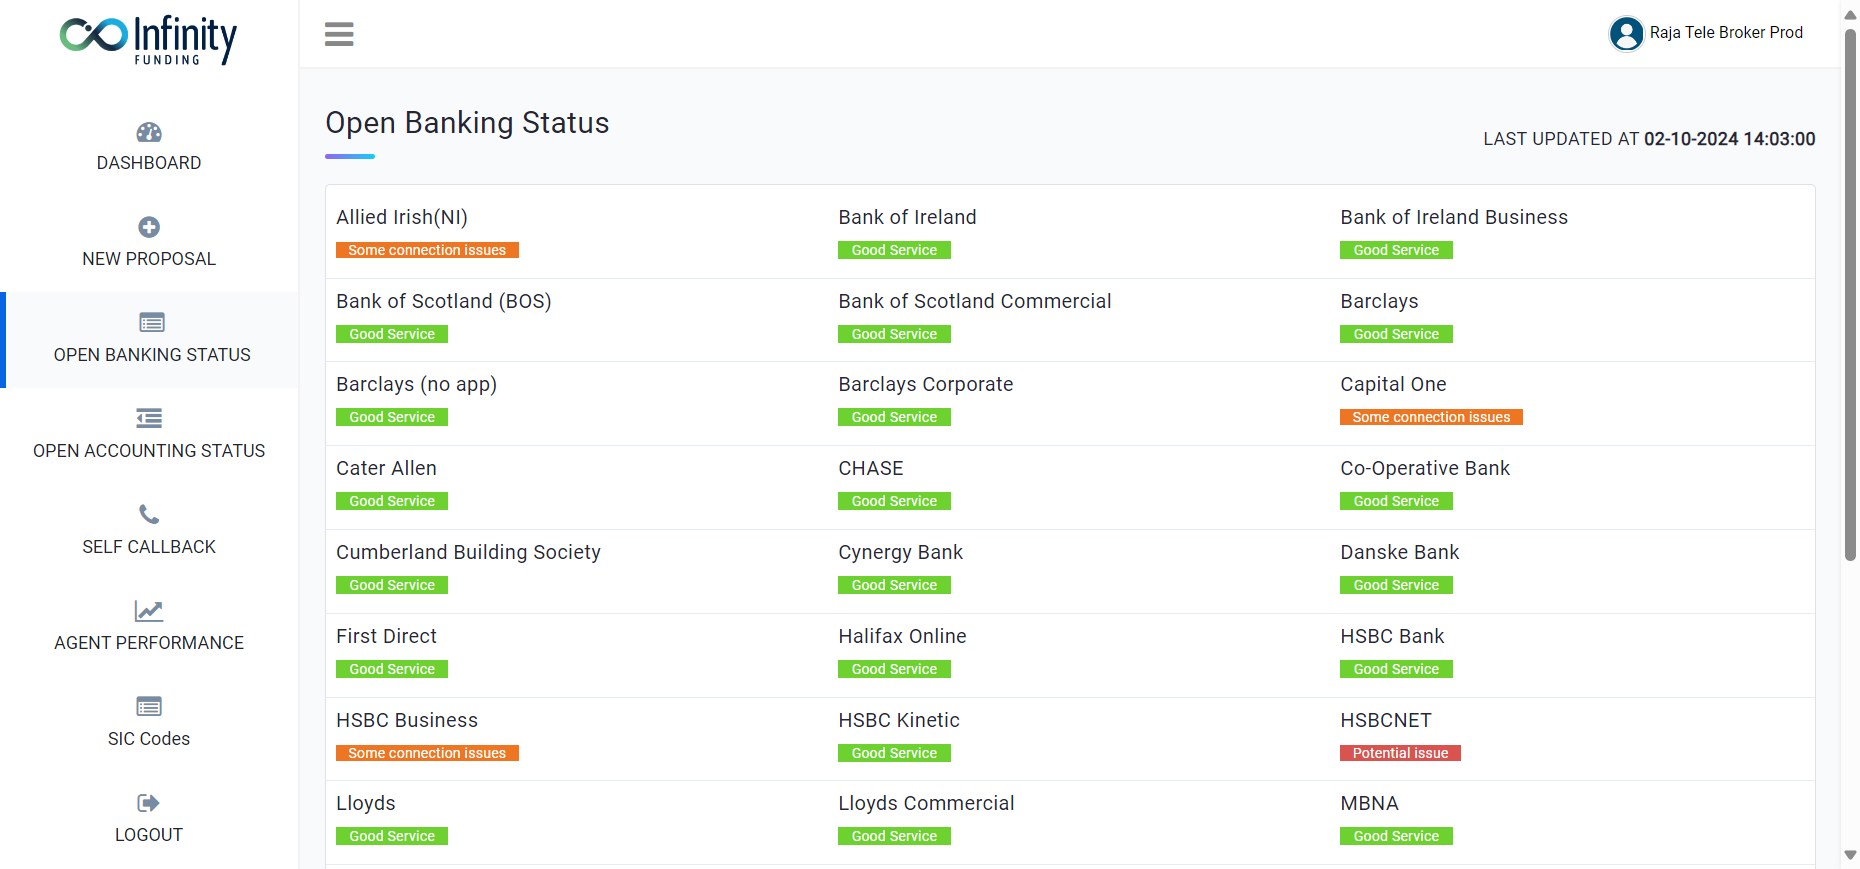 Infinity
FUNDING
Raja Tele Broker Prod
DASHBOARD
NEW PROPOSAL
OPEN BANKING STATUS
OPEN ACCOUNTING STATUS
SELF CALLBACK
AGENT PERFORMANCE
SIC Codes
LOGOUT
Open Banking Status
LAST UPDATED AT 02-10-2024 14:03:00
Allied Irish(NI) Bank of Ireland Bank of Ireland Business
Some connection issues Good Service Good Service
Bank of Scotland (BOS) Bank of Scotland Commercial Barclays
Good Service Good Service Good Service
Barclays (no app) Barclays Corporate Capital One
Good Service Good Service Some connection issues
Cater Allen CHASE Co-Operative Bank
Good Service Good Service Good Service
Cumberland Building Society Cynergy Bank Danske Bank
Good Service Good Service Good Service
First Direct Halifax Online HSBC Bank
Good Service Good Service Good Service
HSBC Business HSBC Kinetic HSBCNET
Some connection issues Good Service Potential issue
Lloyds Lloyds Commercial MBNA
Good Service Good Service Good Service